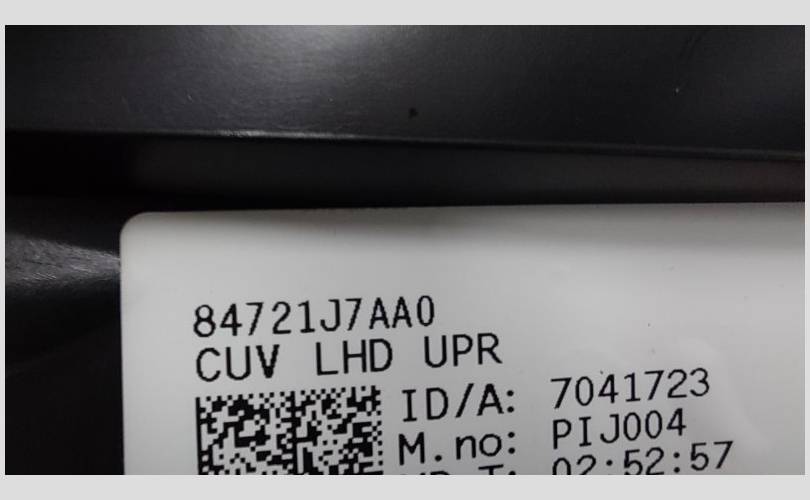 84721J7AA0
CUV LHD UPR
ID/A: 7041723
M.no: PIJ004
02:52:57